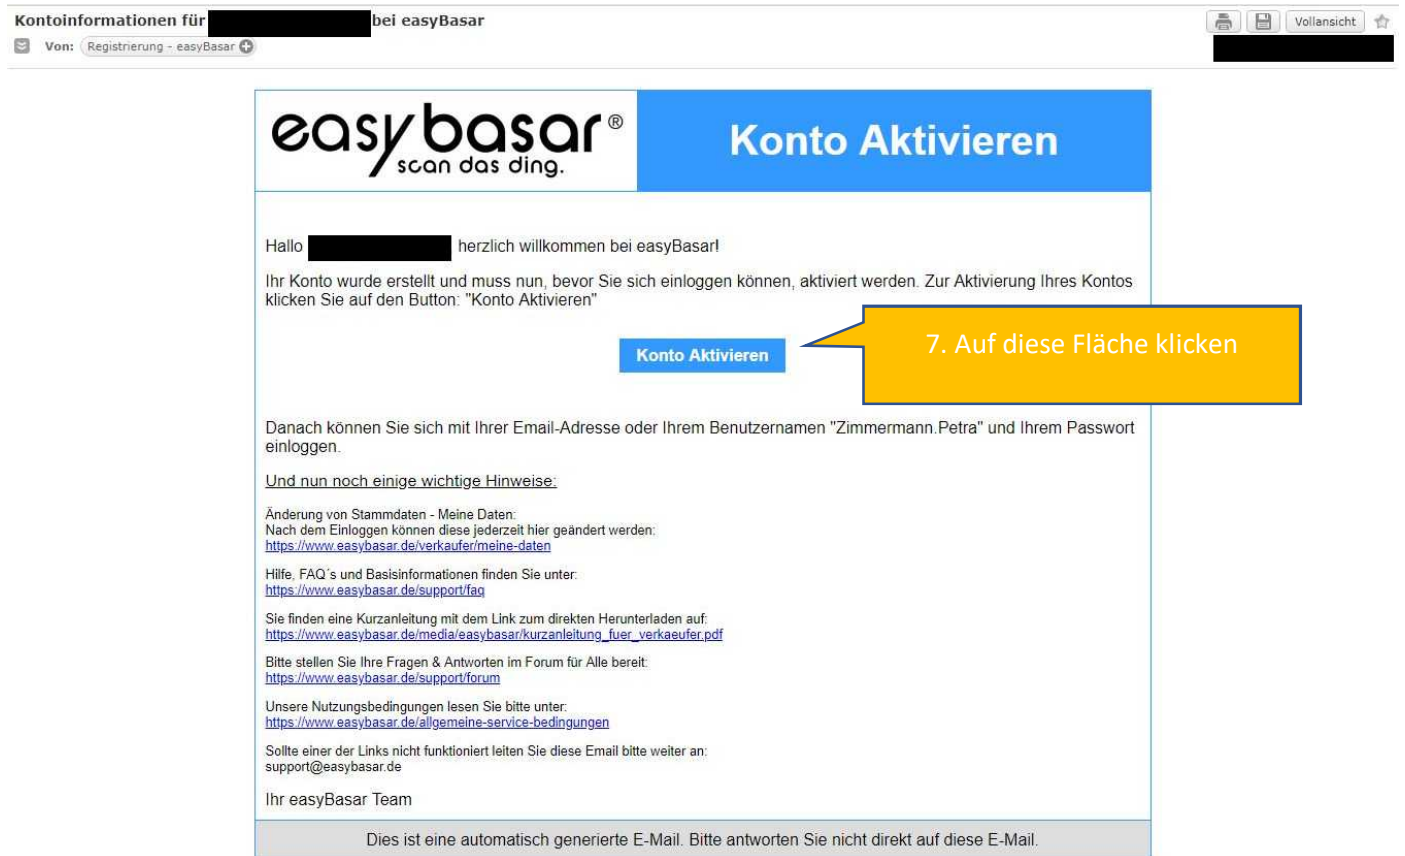 Kontoinformationen für bei easyBasar
Vollansicht
Von: Registrierung - easyBasar
easybasar®
scan das ding.
Konto Aktivieren
Hallo herzlich willkommen bei easyBasar!
Ihr Konto wurde erstellt und muss nun, bevor Sie sich einloggen können, aktiviert werden. Zur Aktivierung Ihres Kontos
klicken Sie auf den Button: "Konto Aktivieren"
7. Auf diese Fläche klicken
Konto Aktivieren
Danach können Sie sich mit Ihrer Email-Adresse oder Ihrem Benutzernamen "Zimmermann.Petra" und Ihrem Passwort
einloggen.
Und nun noch einige wichtige Hinweise:
Änderung von Stammdaten - Meine Daten:
Nach dem Einloggen können diese jederzeit hier geändert werden:
https://www.easybasar.de/verkaufer/meine-daten
Hilfe, FAQ´s und Basisinformationen finden Sie unter:
https://www.easybasar.de/support/faq
Sie finden eine Kurzanleitung mit dem Link zum direkten Herunterladen auf:
https://www.easybasar.de/media/easybasar/kurzanleitung_fuer_verkaeufer.pdf
Bitte stellen Sie Ihre Fragen & Antworten im Forum für Alle bereit:
https://www.easybasar.de/support/forum
Unsere Nutzungsbedingungen lesen Sie bitte unter:
https://www.easybasar.de/allgemeine-service-bedingungen
Sollte einer der Links nicht funktioniert leiten Sie diese Email bitte weiter an:
support@easybasar.de
Ihr easyBasar Team
Dies ist eine automatisch generierte E-Mail. Bitte antworten Sie nicht direkt auf diese E-Mail.